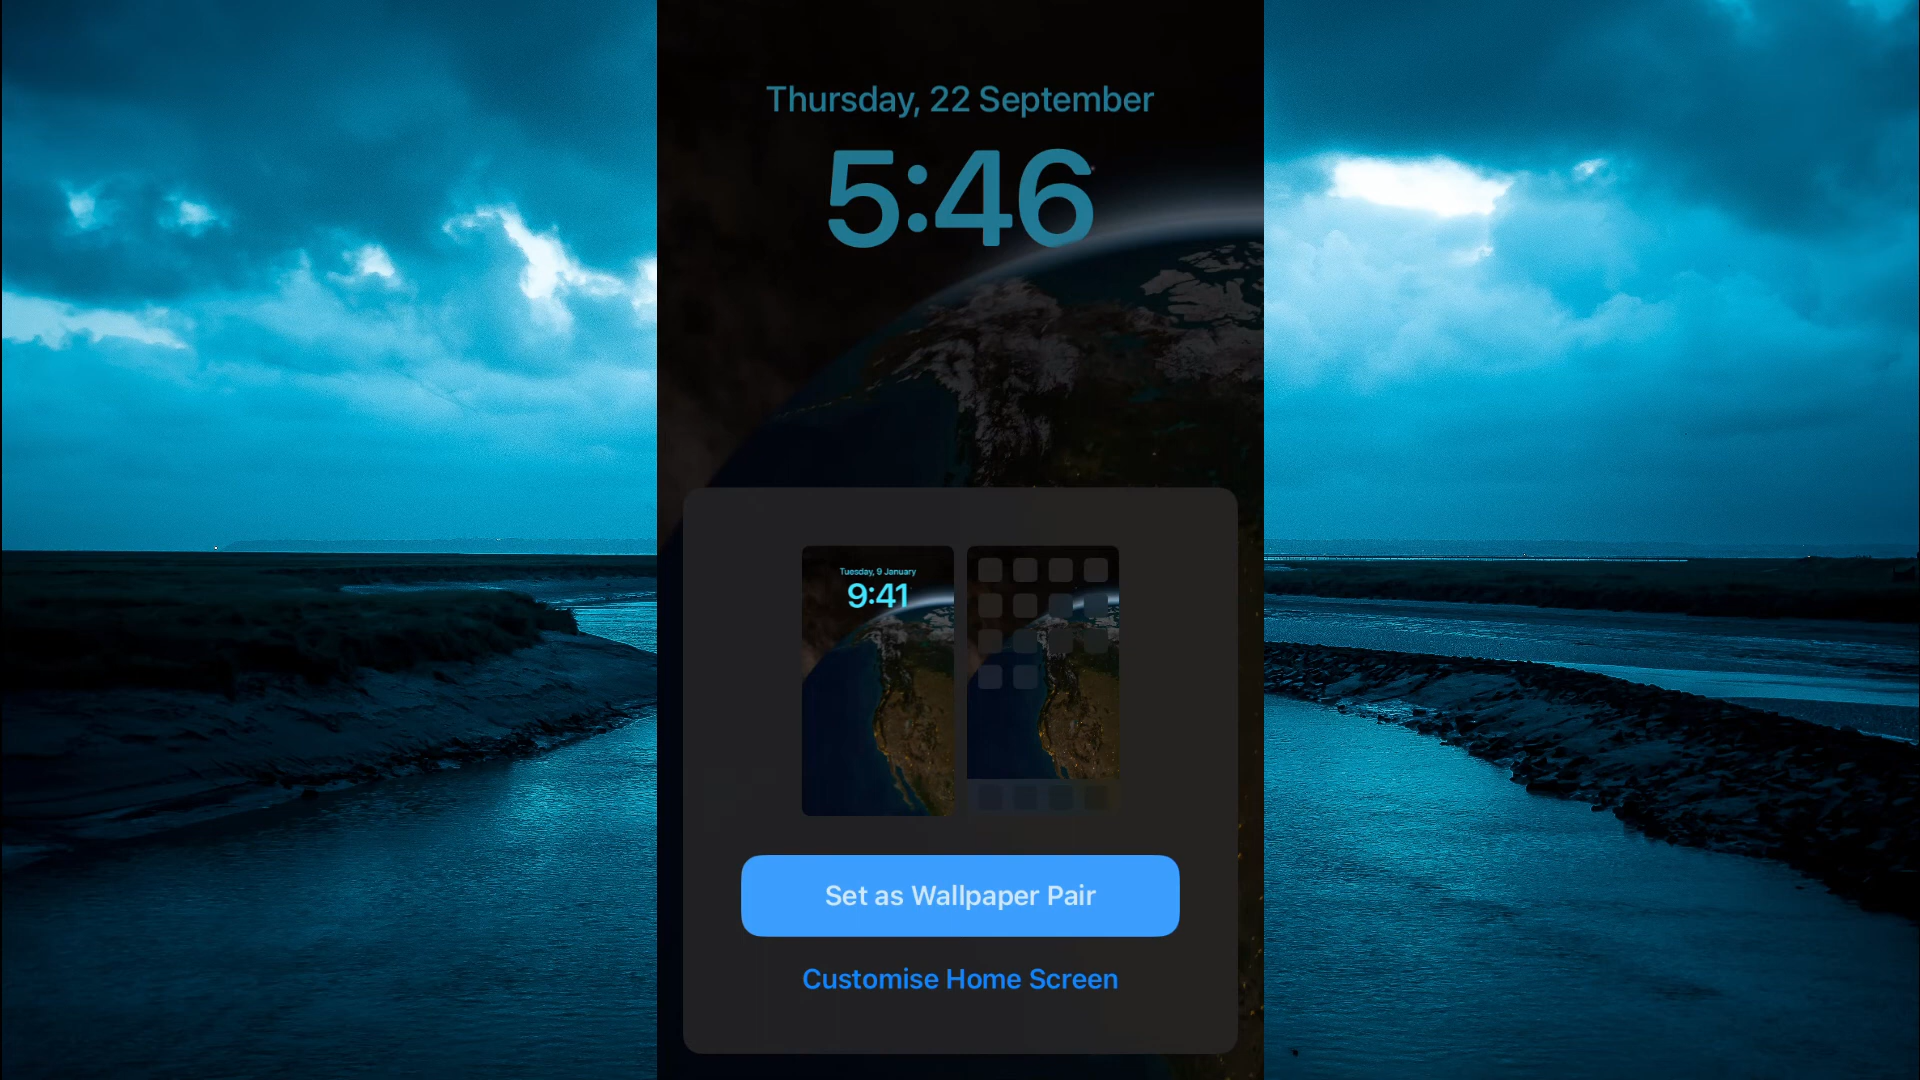 Thursday, 22 September
5:46
Tuesday, 9 January
9:41
Set as Wallpaper Pair
Customise Home Screen